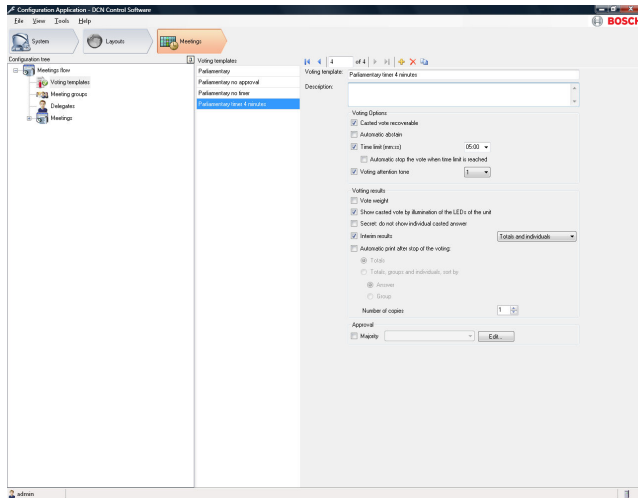 Configuration Application - DCN Control Software
File View Tools Help
BOSCH
System Layouts Meetings
Configuration tree
Meetings flow
Voting templates
Meeting groups
Delegates
Meetings
Voting templates
Parliamentary
Parliamentary no approval
Parliamentary no timer
Parliamentary timer 4 minutes
4 of 4
Voting template: Parliamentary timer 4 minutes
Description:
Voting Options
Casted vote recoverable
Automatic abstain
Time limit (mm:ss) 05:00
Automatic stop the vote when time limit is reached
Voting attention tone 1
Votting results
Vote weight
Show casted vote by illumination of the LEDs of the unit
Secret: do not show individual casted answer
Interim results Totals and individuals
Automatic print after stop of the voting:
Totals
Totals, groups and individuals, sort by:
Answer
Group
Number of copies 1
Approval
Majority Edit...
admin